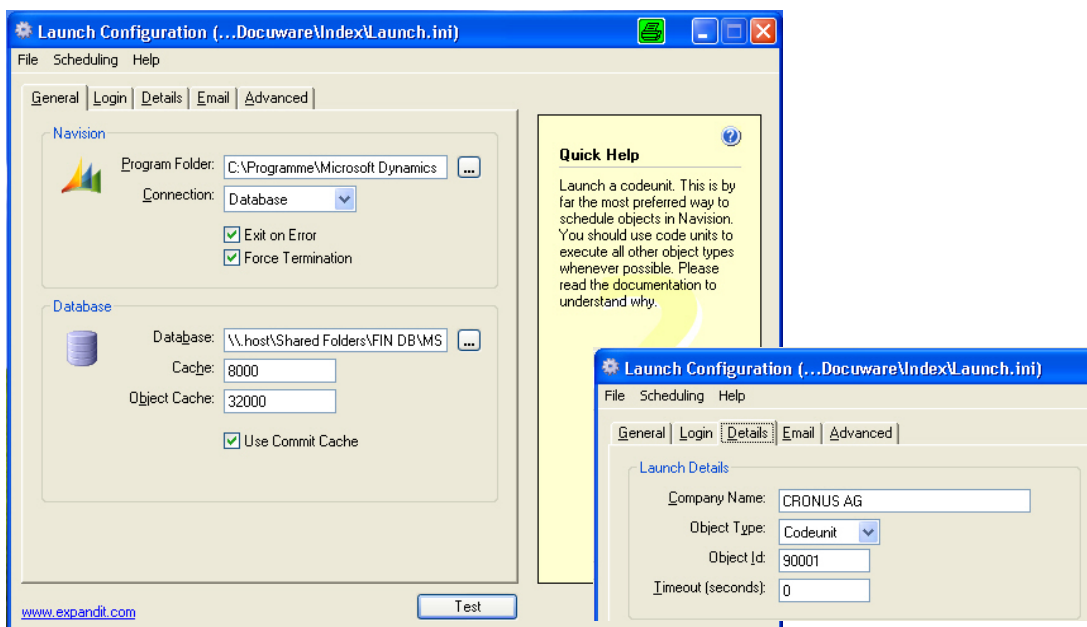 Launch Configuration (...Docuware\Index\Launch.ini)
File Scheduling Help
General Login Details Email Advanced
Navision
Program Folder: C:\Programme\Microsoft Dynamics ...
Connection: Database
Exit on Error
Force Termination
Database
Database: \\.host\Shared Folders\FIN DB\MS ...
Cache: 8000
Object Cache: 32000
Use Commit Cache
www.expandit.com
Test
Quick Help
Launch a codeunit. This is by
far the most preferred way to
schedule objects in Navision.
You should use code units to
execute all other object types
whenever possible. Please
read the documentation to
understand why.
Launch Configuration (...Docuware\Index\Launch.ini)
File Scheduling Help
General Login Details Email Advanced
Launch Details
Company Name: CRONUS AG
Object Type: Codeunit
Object Id: 90001
Timeout (seconds): 0